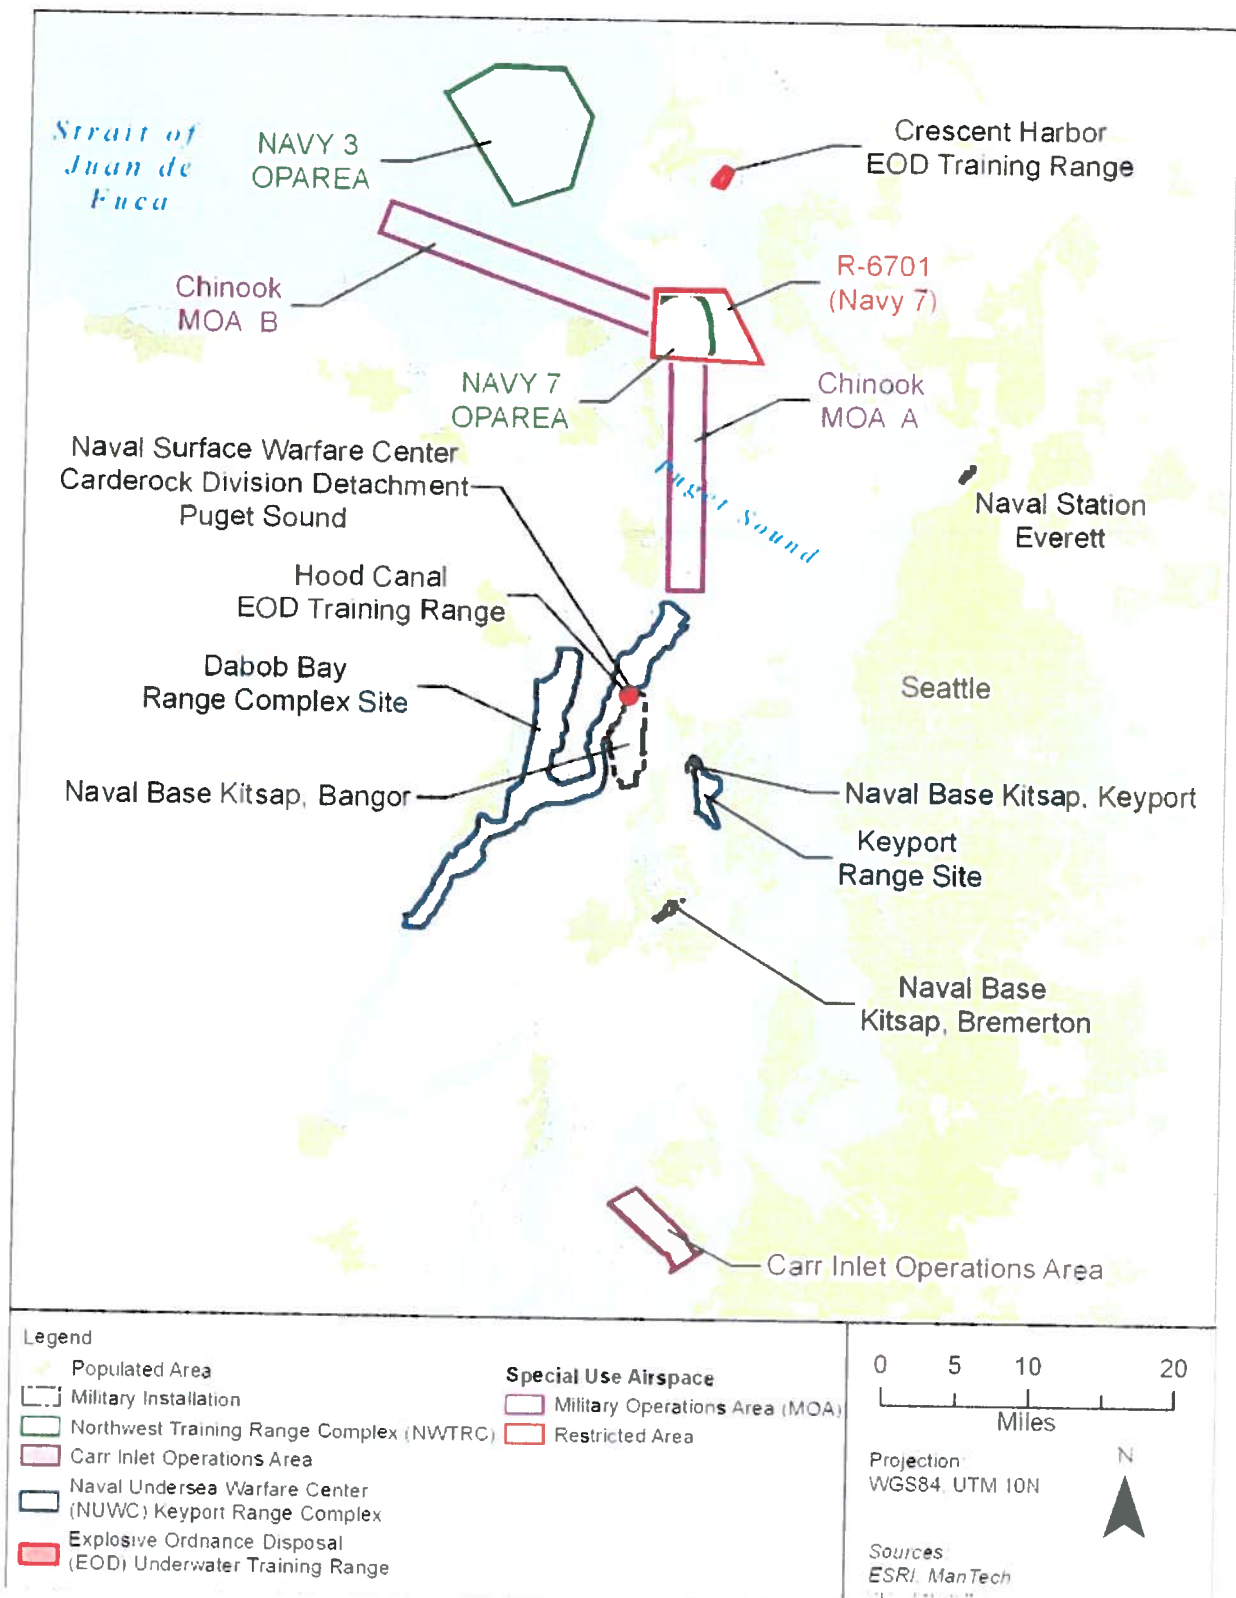 Strait of
Juan de
Fuca
NAVY 3
OPAREA
Crescent Harbor
EOD Training Range
Chinook
MOA B
R-6701
(Navy 7)
NAVY 7
OPAREA
Chinook
MOA A
Naval Surface Warfare Center
Carderock Division Detachment
Puget Sound
Puget Sound
Naval Station
Everett
Hood Canal
EOD Training Range
Dabob Bay
Range Complex Site
Seattle
Naval Base Kitsap, Bangor
Naval Base Kitsap, Keyport
Keyport
Range Site
Naval Base
Kitsap, Bremerton
Carr Inlet Operations Area
Legend
Populated Area
Military Installation
Northwest Training Range Complex (NWTRC)
Carr Inlet Operations Area
Naval Undersea Warfare Center
(NUWC) Keyport Range Complex
Explosive Ordnance Disposal
(EOD) Underwater Training Range
Special Use Airspace
Military Operations Area (MOA)
Restricted Area
0 5 10 20
Miles
Projection
WGS84, UTM 10N
N
Sources
ESRI, ManTech